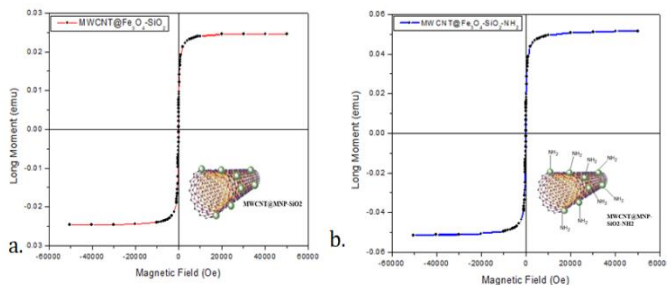 MWCNT@Fe₃O₄-SiO₂
0.03
0.02
0.01
0.00
0.01
0.02
0.03
Long Moment (emu)
-60000 -40000 -20000 0 20000 40000 60000
Magnetic Field (Oe)
MWCNT@MNP-SiO2
a.
MWCNT@Fe₃O₄-SiO₂-NH₂
0.06
0.04
0.02
0.00
-0.02
-0.04
-0.06
Long Moment (emu)
-60000 -40000 -20000 0 20000 40000 6000
Magnetic Field (Oe)
NH₂ NH₂ NH₂
NH₂ NH₂
NH₂ NH₂
NH₂
MWCNT@MNP-
SiO2-NH2
b.